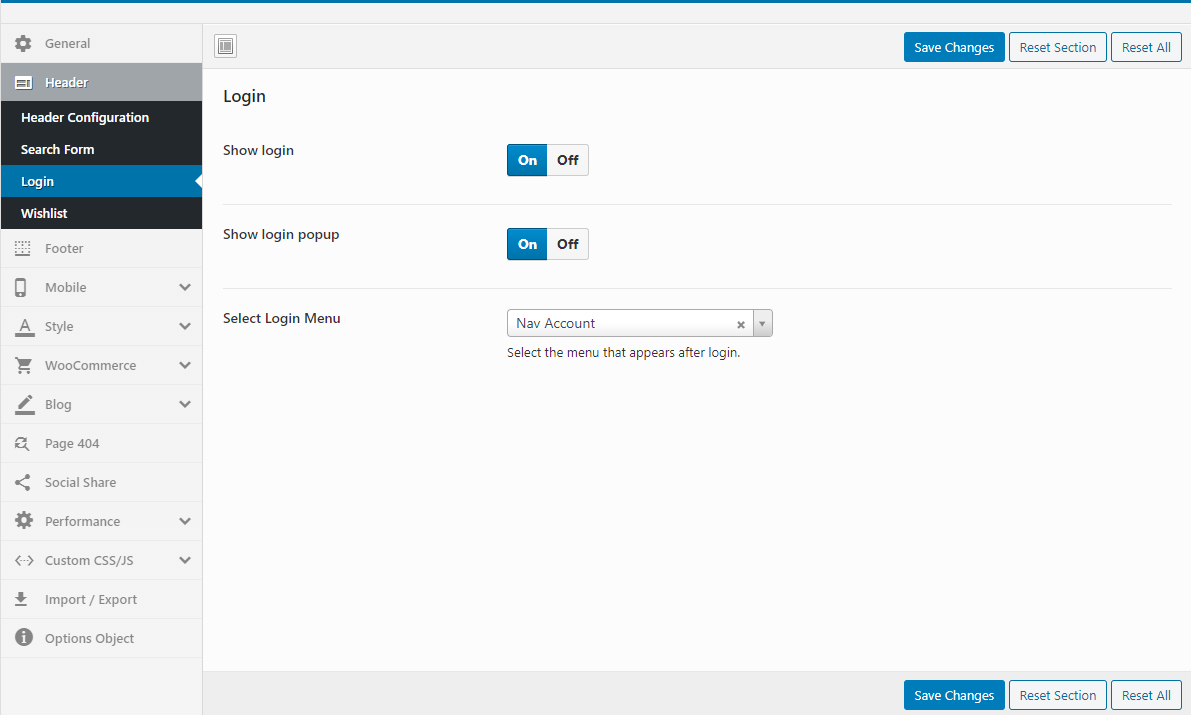 General
Header
Header Configuration
Search Form
Login
Wishlist
Footer
Mobile
Style
WooCommerce
Blog
Page 404
Social Share
Performance
Custom CSS/JS
Import / Export
Options Object
Save Changes Reset Section Reset All
Login
Show login On Off
Show login popup On Off
Select Login Menu Nav Account
Select the menu that appears after login.
Save Changes Reset Section Reset All